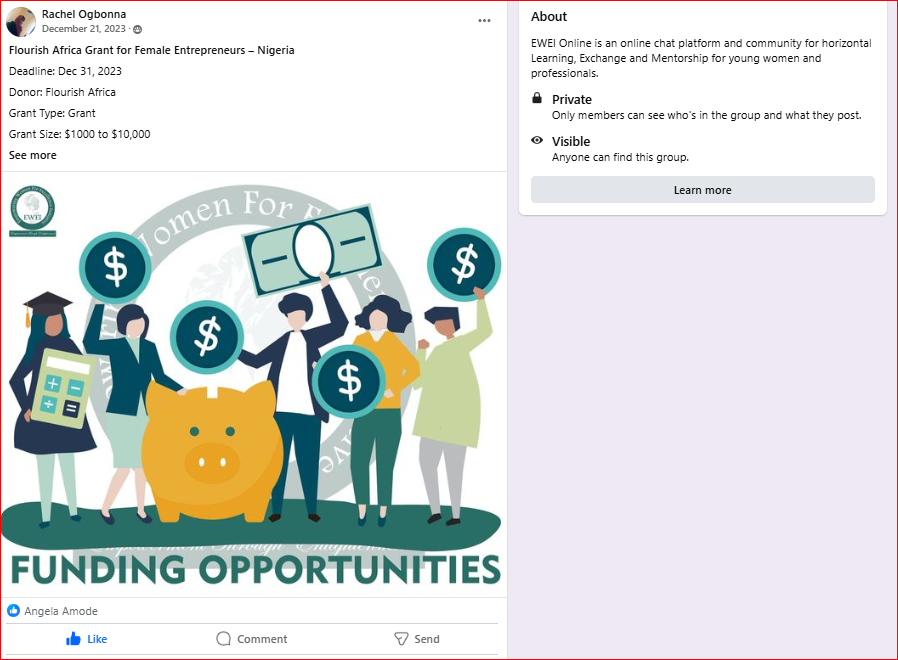 Rachel Ogbonna
December 21, 2023
Flourish Africa Grant for Female Entrepreneurs – Nigeria
Deadline: Dec 31, 2023
Donor: Flourish Africa
Grant Type: Grant
Grant Size: $1000 to $10,000
See more
EWEI
Women For
FUNDING OPPORTUNITIES
Angela Amode
Like
Comment
Send
About
EWEI Online is an online chat platform and community for horizontal
Learning, Exchange and Mentorship for young women and
professionals.
Private
Only members can see who's in the group and what they post.
Visible
Anyone can find this group.
Learn more